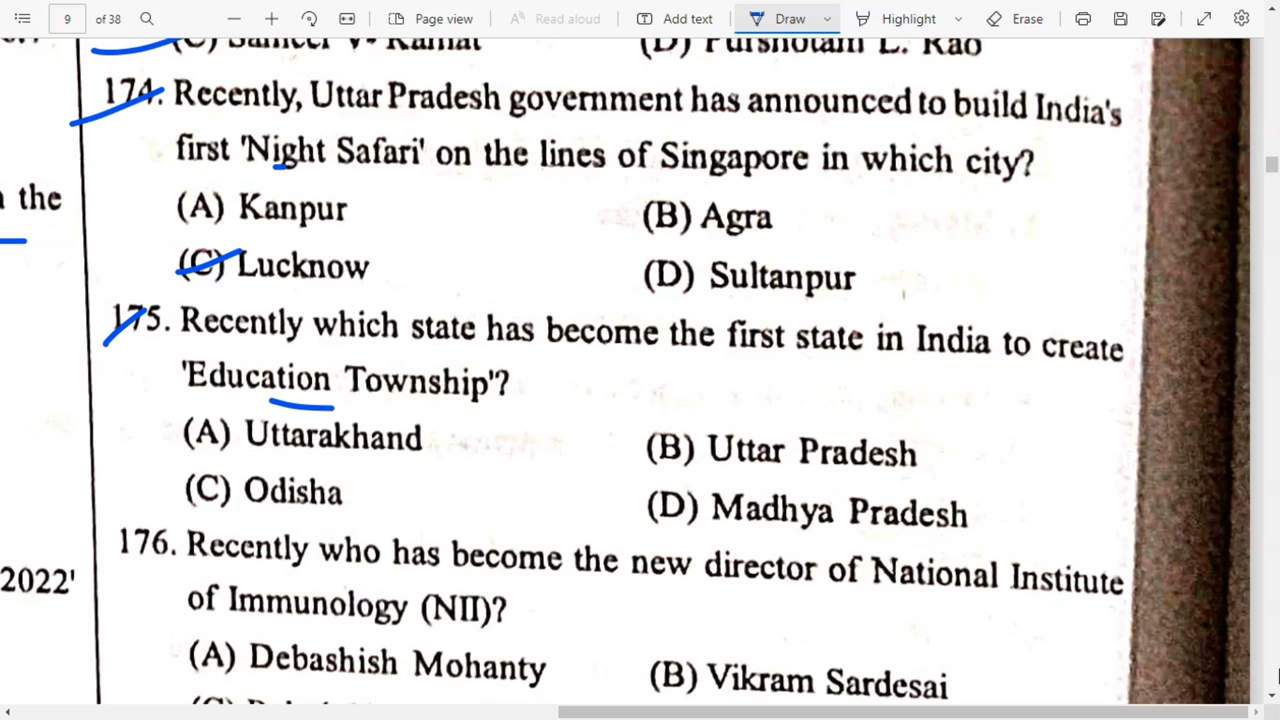 9 of 38 Page view Read aloud Add text Draw Highlight Erase
(C) Sameer V- Kamat (D) Purshotam L. Rao
174. Recently, Uttar Pradesh government has announced to build India's
first 'Night Safari' on the lines of Singapore in which city?
(A) Kanpur (B) Agra
(C) Lucknow (D) Sultanpur
175. Recently which state has become the first state in India to create
'Education Township'?
(A) Uttarakhand (B) Uttar Pradesh
(C) Odisha (D) Madhya Pradesh
176. Recently who has become the new director of National Institute
of Immunology (NII)?
(A) Debashish Mohanty (B) Vikram Sardesai
the
2022'